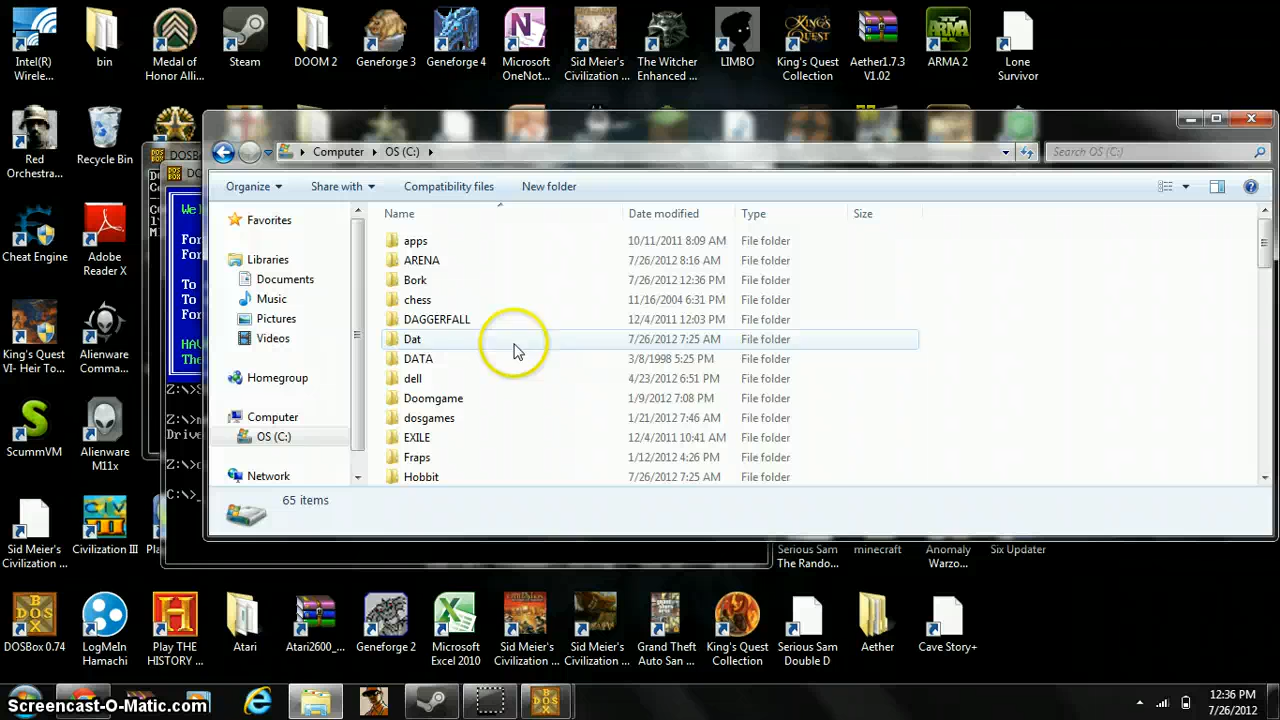 Intel(R) Wirele...
bin
Medal of Honor Alli...
Steam
DOOM 2
Geneforge 3
Geneforge 4
Microsoft OneNot...
Sid Meier's Civilization ...
The Witcher Enhanced ...
LIMBO
King's Quest Collection
Aether1.7.3 V1.02
ARMA 2
Lone Survivor
Red Orchestra...
Recycle Bin
Computer
OS (C:)
Search OS (C:)
Organize
Share with
Compatibility files
New folder
Name
Date modified
Type
Size
Favorites
Libraries
Documents
Music
Pictures
Videos
Homegroup
Computer
OS (C:)
Network
apps 10/11/2011 8:09 AM File folder
ARENA 7/26/2012 8:16 AM File folder
Bork 7/26/2012 12:36 PM File folder
chess 11/16/2004 6:31 PM File folder
DAGGERFALL 12/4/2011 12:03 PM File folder
Dat 7/26/2012 7:25 AM File folder
DATA 3/8/1998 5:25 PM File folder
dell 4/23/2012 6:51 PM File folder
Doomgame 1/9/2012 7:08 PM File folder
dosgames 1/21/2012 7:46 AM File folder
EXILE 12/4/2011 10:41 AM File folder
Fraps 1/12/2012 4:26 PM File folder
Hobbit 7/26/2012 7:25 AM File folder
65 items
DOSBo
DO
Wel
For
For
To
To
For
HAV
The
Z:\>S
Z:\>m
Drive
Z:\>c
C:\>_
Cheat Engine
Adobe Reader X
King's Quest VI- Heir To...
Alienware Comma...
ScummVM
Alienware M11x
Sid Meier's Civilization ...
Civilization III
Serious Sam The Rando...
minecraft
Anomaly Warzo...
Six Updater
DOSBox 0.74
LogMeIn Hamachi
Play THE HISTORY ...
Atari
Atari2600_...
Geneforge 2
Microsoft Excel 2010
Sid Meier's Civilization ...
Sid Meier's Civilization ...
Grand Theft Auto San ...
King's Quest Collection
Serious Sam Double D
Aether
Cave Story+
Screencast-O-Matic.com
12:36 PM
7/26/2012